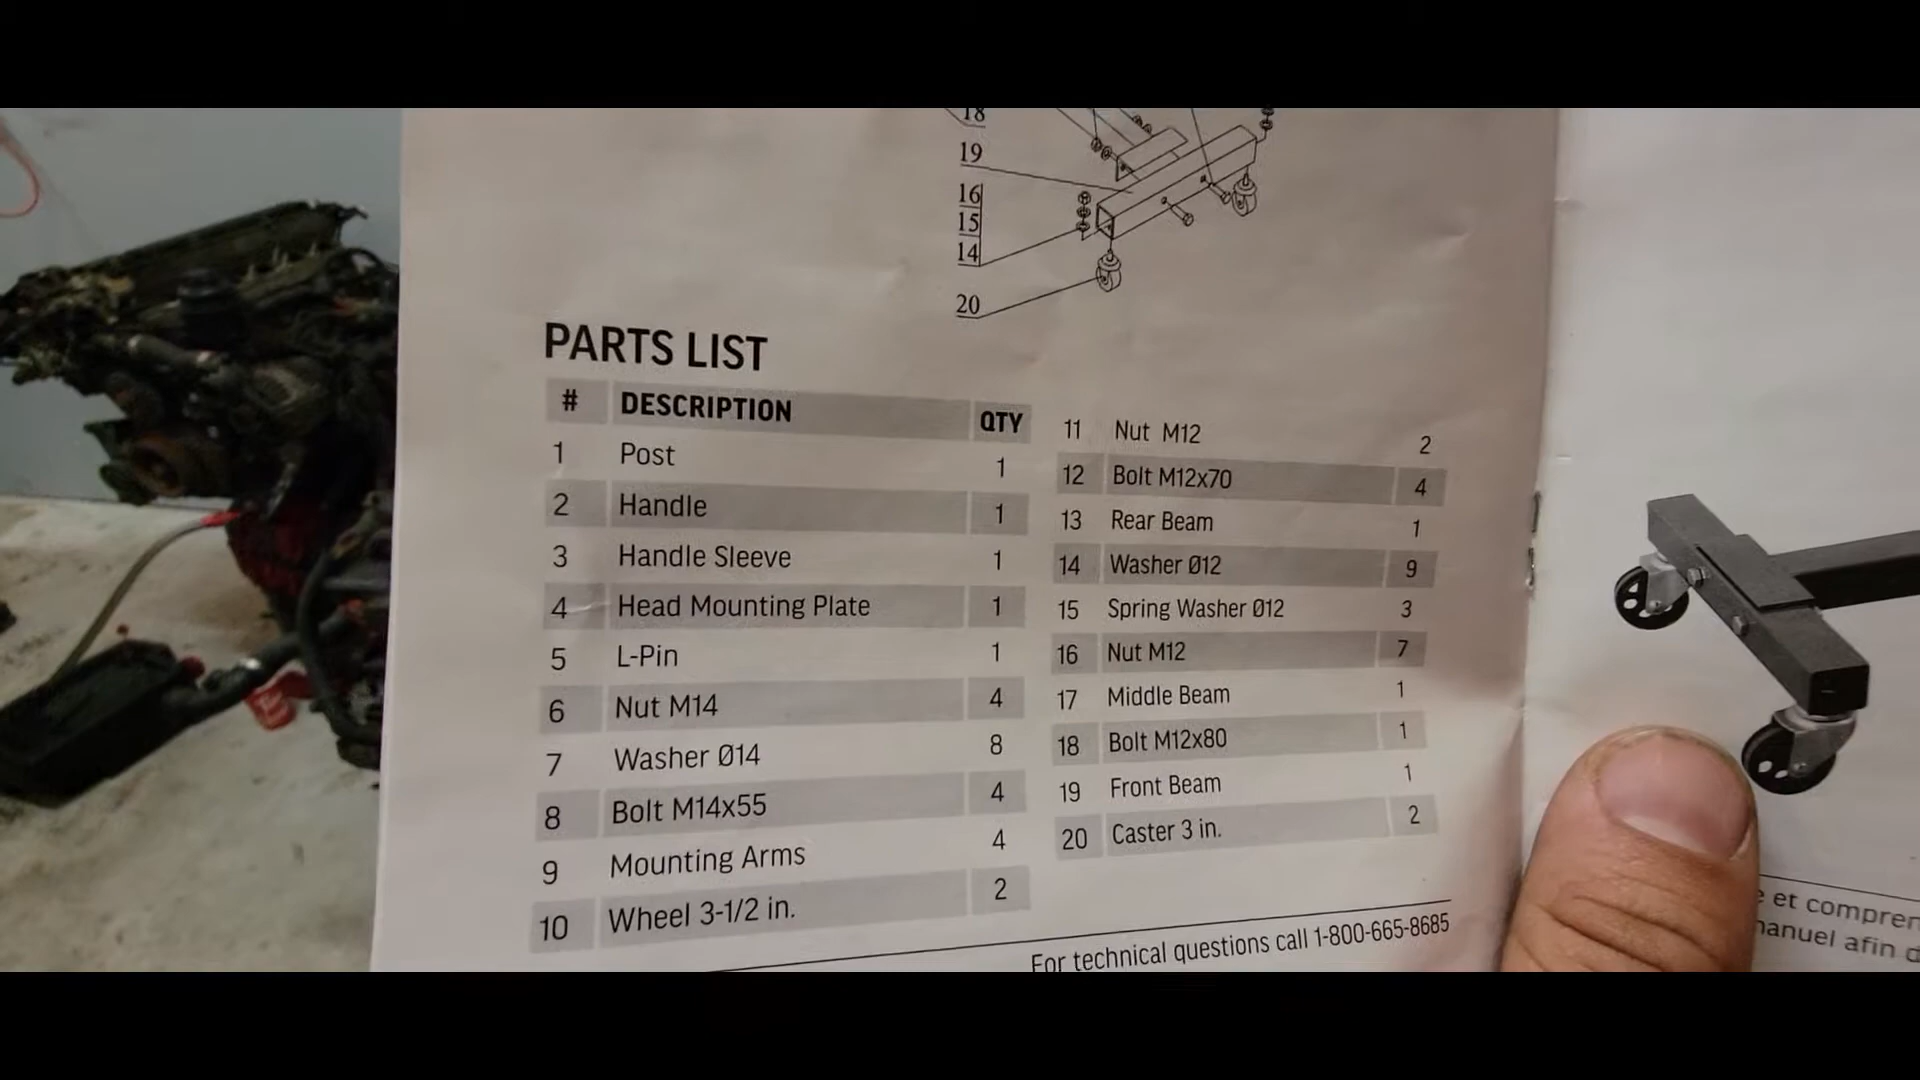 18
19
16
15
14
20
PARTS LIST
# DESCRIPTION QTY
1 Post 1
2 Handle 1
3 Handle Sleeve 1
4 Head Mounting Plate 1
5 L-Pin 1
6 Nut M14 4
7 Washer Ø14 8
8 Bolt M14x55 4
9 Mounting Arms 4
10 Wheel 3-1/2 in. 2
11 Nut M12 2
12 Bolt M12x70 4
13 Rear Beam 1
14 Washer Ø12 9
15 Spring Washer Ø12 3
16 Nut M12 7
17 Middle Beam 1
18 Bolt M12x80 1
19 Front Beam 1
20 Caster 3 in. 2
For technical questions call 1-800-665-8685
et compren
manuel afin d